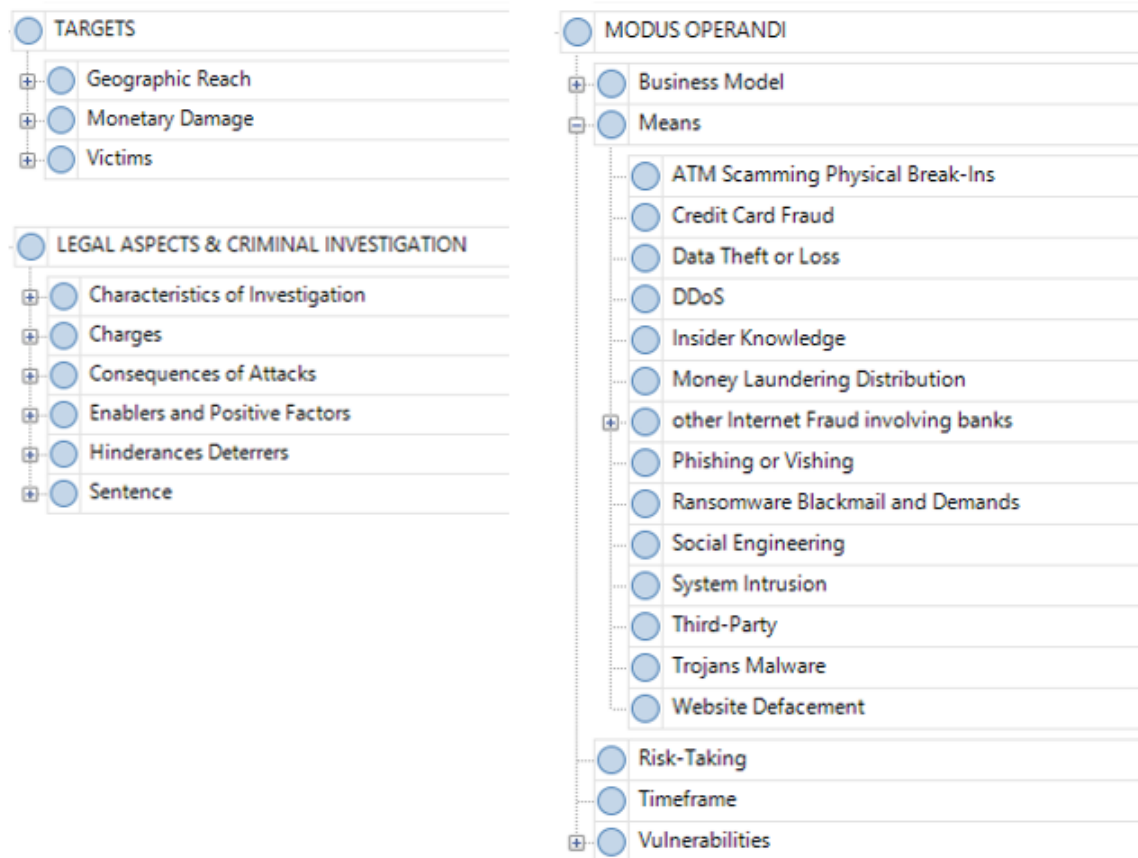 TARGETS
Geographic Reach
Monetary Damage
Victims
LEGAL ASPECTS & CRIMINAL INVESTIGATION
Characteristics of Investigation
Charges
Consequences of Attacks
Enablers and Positive Factors
Hinderances Deterrers
Sentence
MODUS OPERANDI
Business Model
Means
ATM Scamming Physical Break-Ins
Credit Card Fraud
Data Theft or Loss
DDoS
Insider Knowledge
Money Laundering Distribution
other Internet Fraud involving banks
Phishing or Vishing
Ransomware Blackmail and Demands
Social Engineering
System Intrusion
Third-Party
Trojans Malware
Website Defacement
Risk-Taking
Timeframe
Vulnerabilities